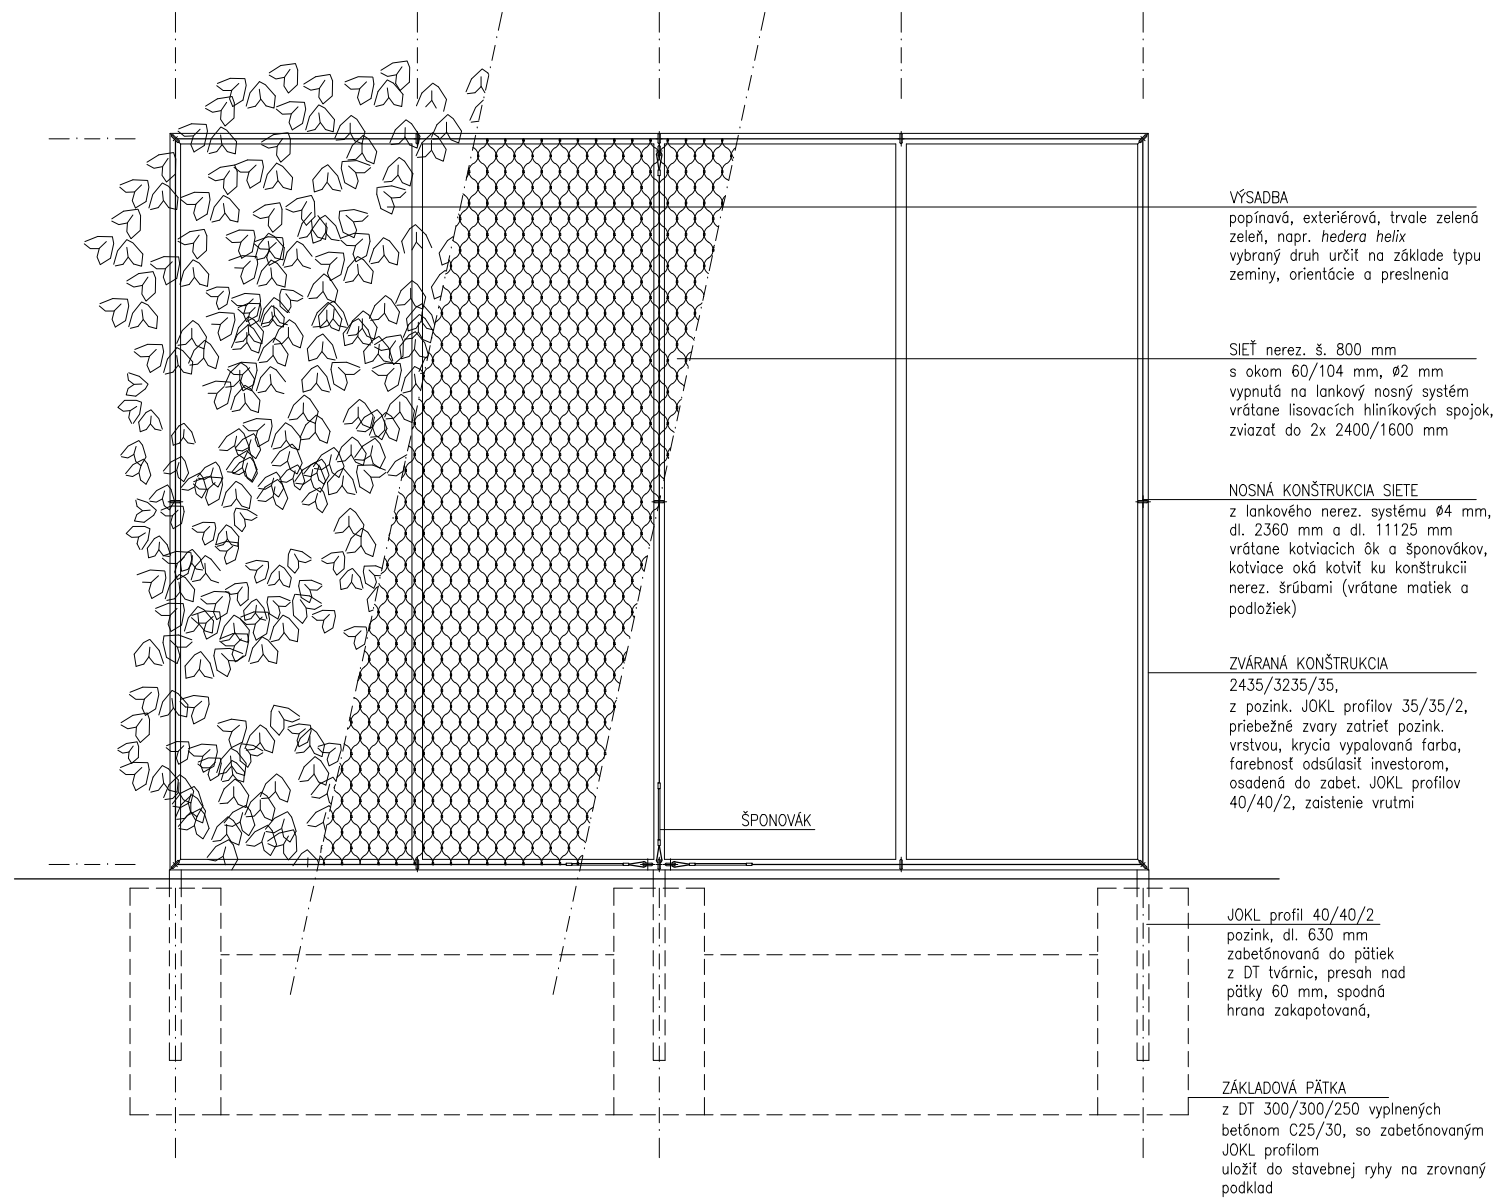 VÝSADBA
popínavá, exteriérová, trvale zelená
zeleň, napr. hedera helix
vybraný druh určiť na základe typu
zeminy, orientácie a preslnenia
SIEŤ nerez. š. 800 mm
s okom 60/104 mm, ø2 mm
vypnutá na lankový nosný systém
vrátane lisovacích hliníkových spojok,
zviazať do 2x 2400/1600 mm
NOSNÁ KONŠTRUKCIA SIETE
z lankového nerez. systému ø4 mm,
dl. 2360 mm a dl. 11125 mm
vrátane kotviacich ôk a šponovákov,
kotviace oká kotviť ku konštrukcii
nerez. šrúbami (vrátane matiek a
podložiek)
ZVÁRANÁ KONŠTRUKCIA
2435/3235/35,
z pozink. JOKL profilov 35/35/2,
priebežné zvary zatrieť pozink.
vrstvou, krycia vypalovaná farba,
farebnosť odsúlasiť investorom,
osadená do zabet. JOKL profilov
40/40/2, zaistenie vrutmi
ŠPONOVÁK
JOKL profil 40/40/2
pozink, dl. 630 mm
zabetónovaná do pätiek
z DT tvárnic, presah nad
pätky 60 mm, spodná
hrana zakapotovaná,
ZÁKLADOVÁ PÄTKA
z DT 300/300/250 vyplnených
betónom C25/30, so zabetónovaným
JOKL profilom
uložiť do stavebnej ryhy na zrovnaný
podklad